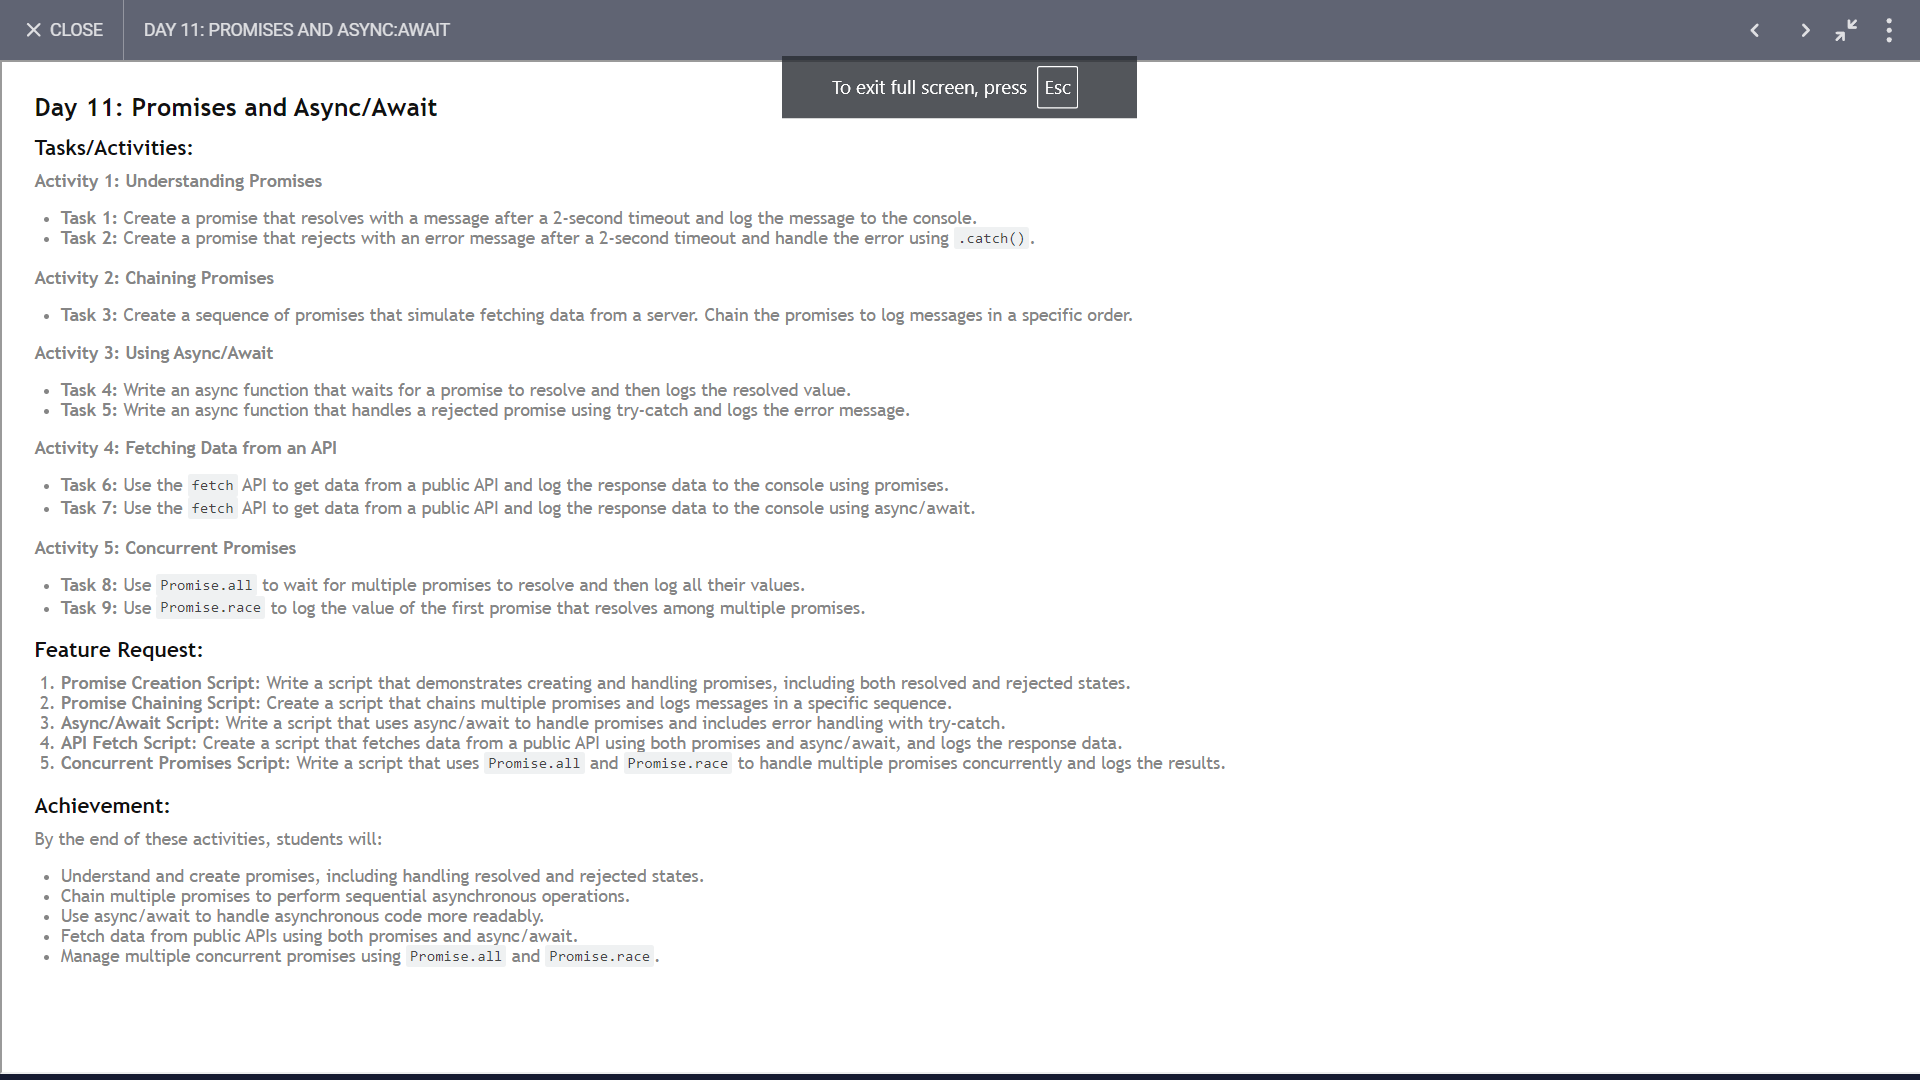 CLOSE
DAY 11: PROMISES AND ASYNC:AWAIT
To exit full screen, press Esc
Day 11: Promises and Async/Await
Tasks/Activities:
Activity 1: Understanding Promises
• Task 1: Create a promise that resolves with a message after a 2-second timeout and log the message to the console.
• Task 2: Create a promise that rejects with an error message after a 2-second timeout and handle the error using .catch().
Activity 2: Chaining Promises
• Task 3: Create a sequence of promises that simulate fetching data from a server. Chain the promises to log messages in a specific order.
Activity 3: Using Async/Await
• Task 4: Write an async function that waits for a promise to resolve and then logs the resolved value.
• Task 5: Write an async function that handles a rejected promise using try-catch and logs the error message.
Activity 4: Fetching Data from an API
• Task 6: Use the fetch API to get data from a public API and log the response data to the console using promises.
• Task 7: Use the fetch API to get data from a public API and log the response data to the console using async/await.
Activity 5: Concurrent Promises
• Task 8: Use Promise.all to wait for multiple promises to resolve and then log all their values.
• Task 9: Use Promise.race to log the value of the first promise that resolves among multiple promises.
Feature Request:
1. Promise Creation Script: Write a script that demonstrates creating and handling promises, including both resolved and rejected states.
2. Promise Chaining Script: Create a script that chains multiple promises and logs messages in a specific sequence.
3. Async/Await Script: Write a script that uses async/await to handle promises and includes error handling with try-catch.
4. API Fetch Script: Create a script that fetches data from a public API using both promises and async/await, and logs the response data.
5. Concurrent Promises Script: Write a script that uses Promise.all and Promise.race to handle multiple promises concurrently and logs the results.
Achievement:
By the end of these activities, students will:
• Understand and create promises, including handling resolved and rejected states.
• Chain multiple promises to perform sequential asynchronous operations.
• Use async/await to handle asynchronous code more readably.
• Fetch data from public APIs using both promises and async/await.
• Manage multiple concurrent promises using Promise.all and Promise.race.